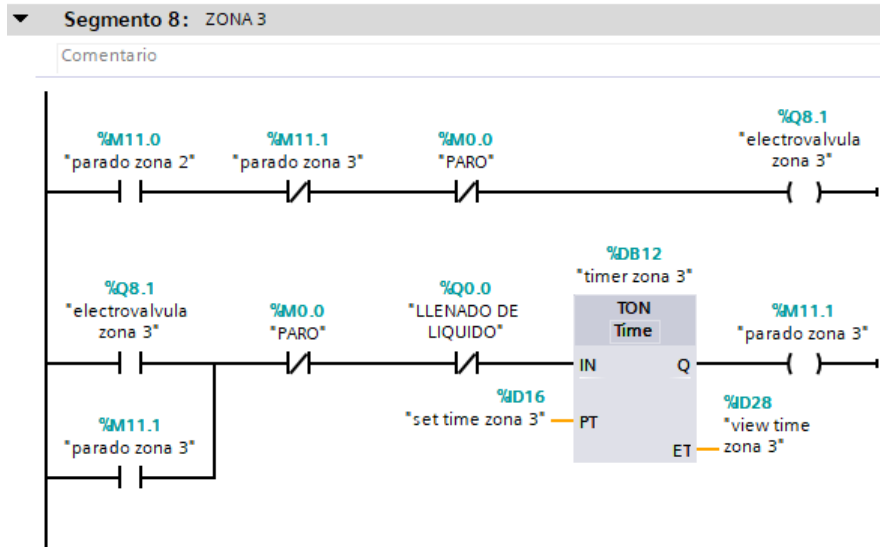 Segmento 8: ZONA 3
Comentario
%Q8.1
%M11.0 %M11.1 %M0.0 "electrovalvula
"parado zona 2" "parado zona 3" "PARO" zona 3"
%DB12
%Q8.1 %Q0.0 "timer zona 3"
"electrovalvula %M0.0 "LLENADO DE TON %M11.1
zona 3" "PARO" LIQUIDO" Time "parado zona 3"
IN Q
%ID16 %ID28
%M11.1 "set time zona 3" PT "view time
"parado zona 3" ET zona 3"